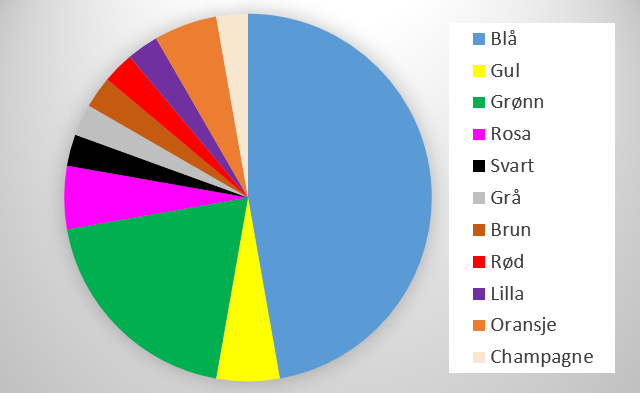 Blå
Gul
Grønn
Rosa
Svart
Grå
Brun
Rød
Lilla
Oransje
Champagne